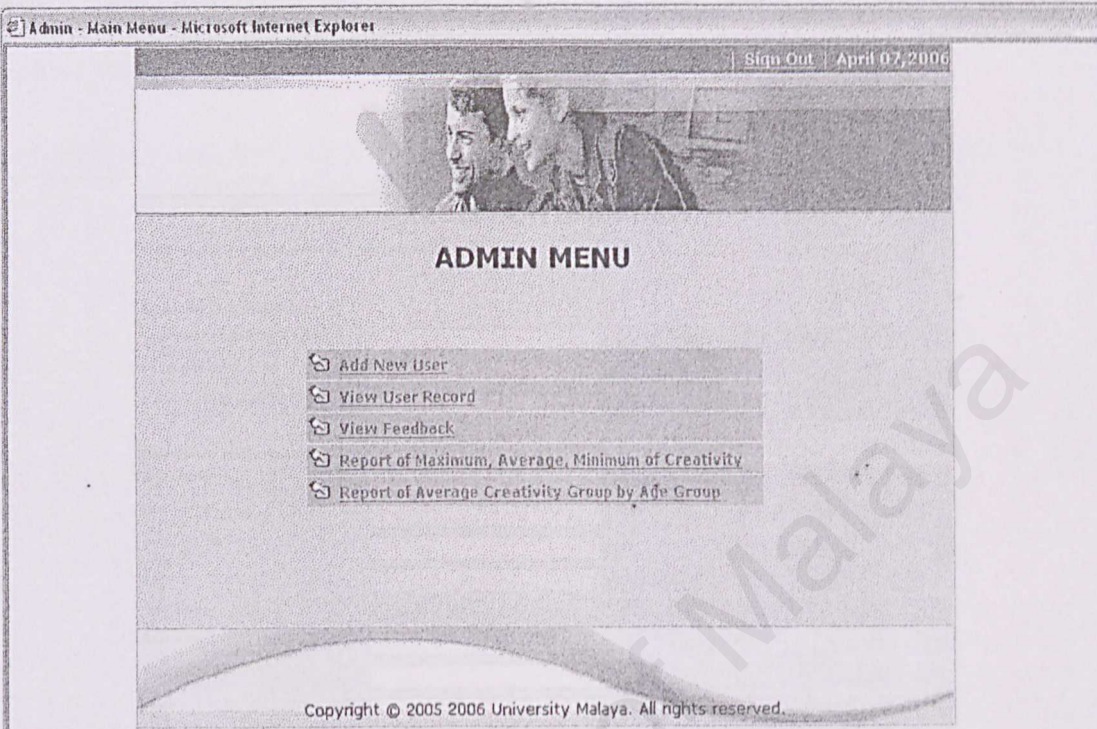 Admin - Main Menu - Microsoft Internet Explorer
| Sign Out | April 07,2006
ADMIN MENU
Add New User
View User Record
View Feedback
Report of Maximum, Average, Minimum of Creativity
Report of Average Creativity Group by Age Group
Copyright © 2005 2006 University Malaya. All rights reserved.
Malaya